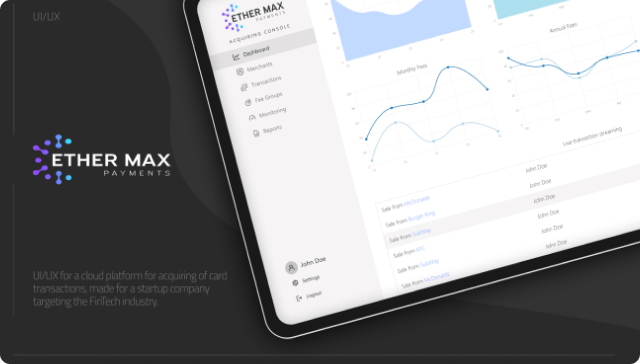 UI/UX
ETHER MAX
PAYMENTS
UI/UX for a cloud platform for acquiring of card
transactions, made for a startup company
targeting the FinTech industry.
ETHER MAX
PAYMENTS
ACQUIRING CONSOLE
Dashboard
Merchants
Transactions
Fee Groups
Monitoring
Reports
John Doe
Settings
Logout
Monthly Fees
Annual Fees
Live transaction streaming
Sale from McDonalds
John Doe
Sale from Burger King
John Doe
Sale from SubWay
John Doe
Sale from KFC
John Doe
Sale from SubWay
John Doe
Sale from McDonalds
John Doe